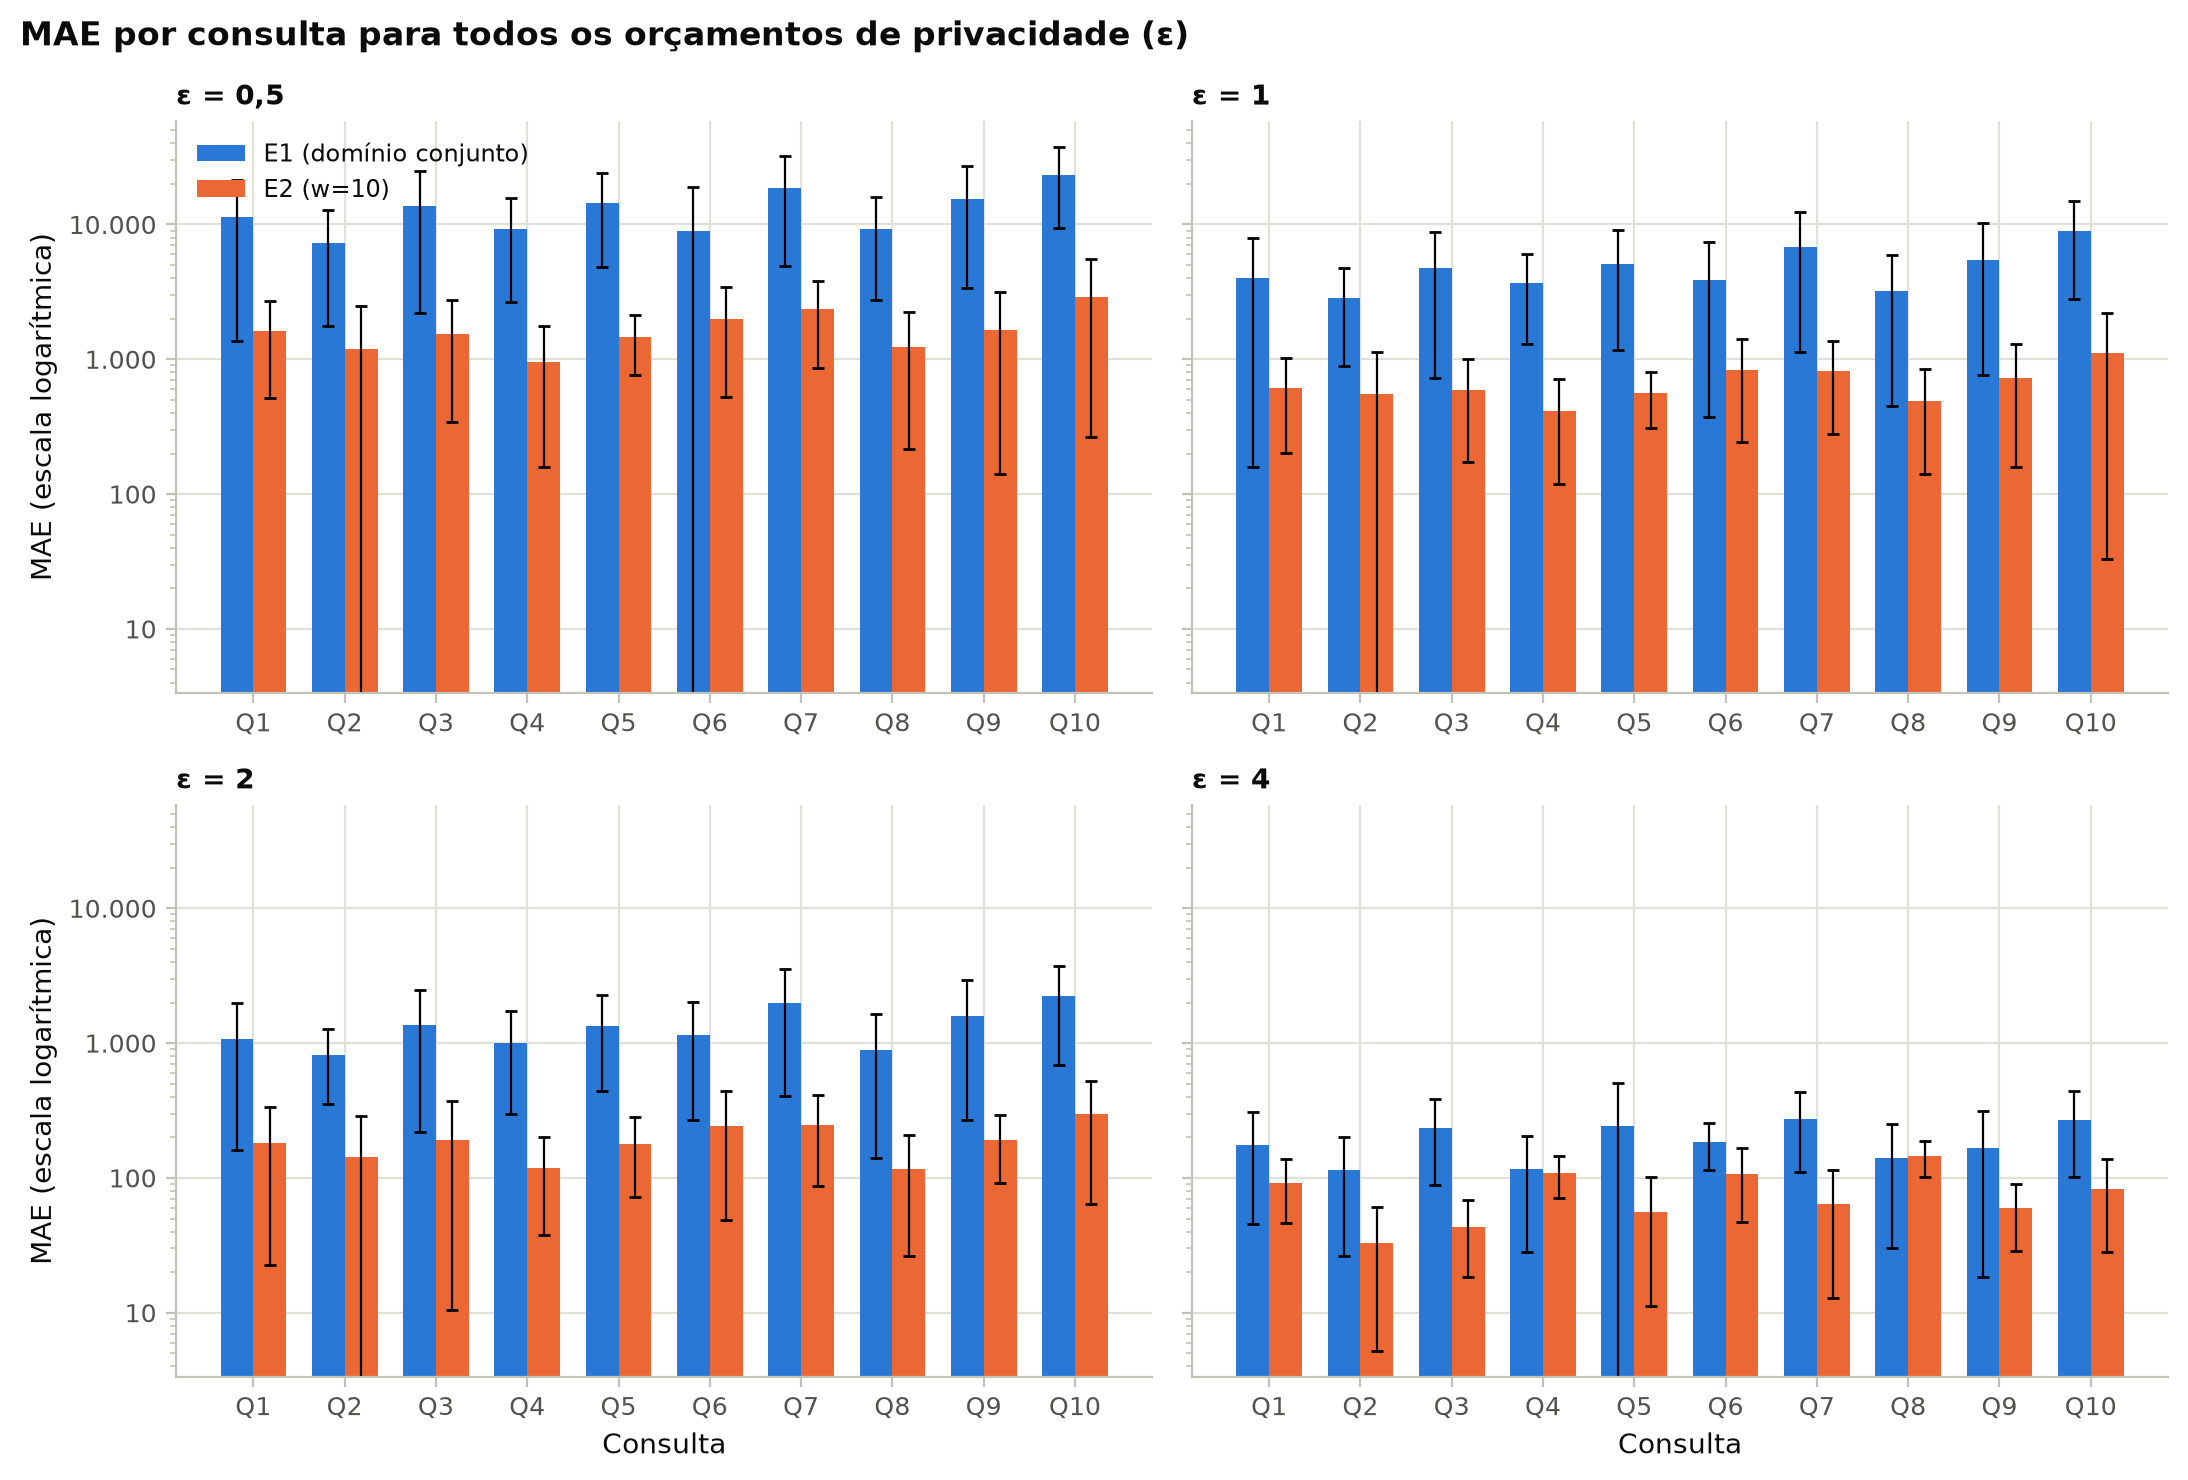 MAE por consulta para todos os orçamentos de privacidade (ε)
ε = 0,5
E1 (domínio conjunto)
E2 (w=10)
MAE (escala logarítmica)
10.000
1.000
100
10
Q1 Q2 Q3 Q4 Q5 Q6 Q7 Q8 Q9 Q10
ε = 1
Q1 Q2 Q3 Q4 Q5 Q6 Q7 Q8 Q9 Q10
ε = 2
MAE (escala logarítmica)
10.000
1.000
100
10
Q1 Q2 Q3 Q4 Q5 Q6 Q7 Q8 Q9 Q10
Consulta
ε = 4
Q1 Q2 Q3 Q4 Q5 Q6 Q7 Q8 Q9 Q10
Consulta